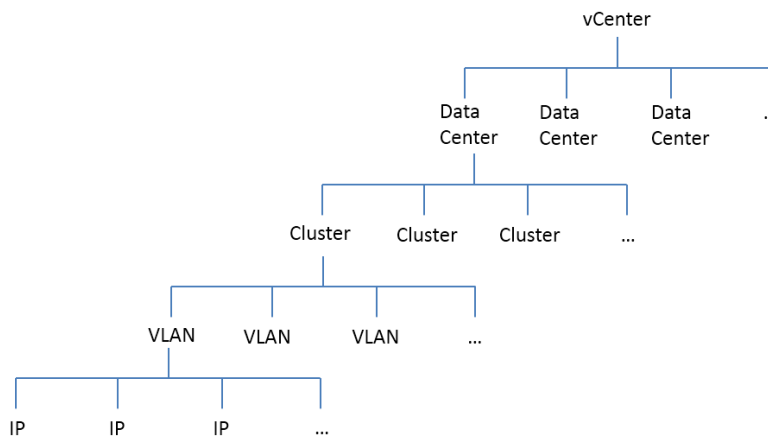 vCenter
Data
Center
Data
Center
Data
Center
..
Cluster
Cluster
Cluster
...
VLAN
VLAN
VLAN
...
IP
IP
IP
...